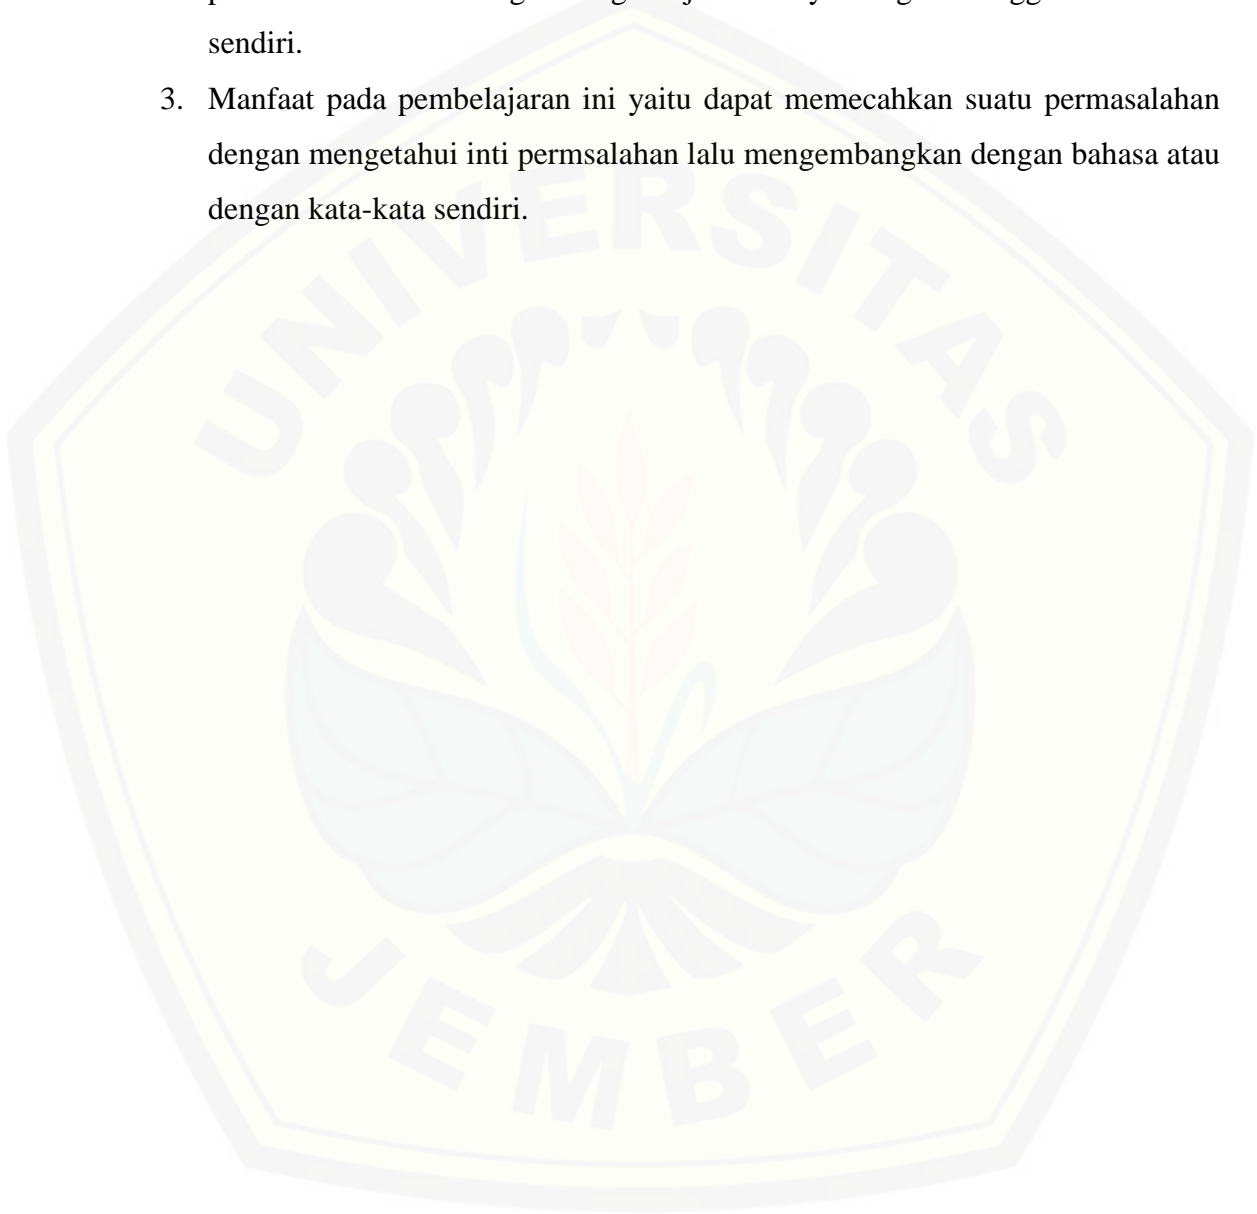 sendiri.
3. Manfaat pada pembelajaran ini yaitu dapat memecahkan suatu permasalahan
dengan mengetahui inti permsalahan lalu mengembangkan dengan bahasa atau
dengan kata-kata sendiri.
UNIVERSITAS
JEMBER